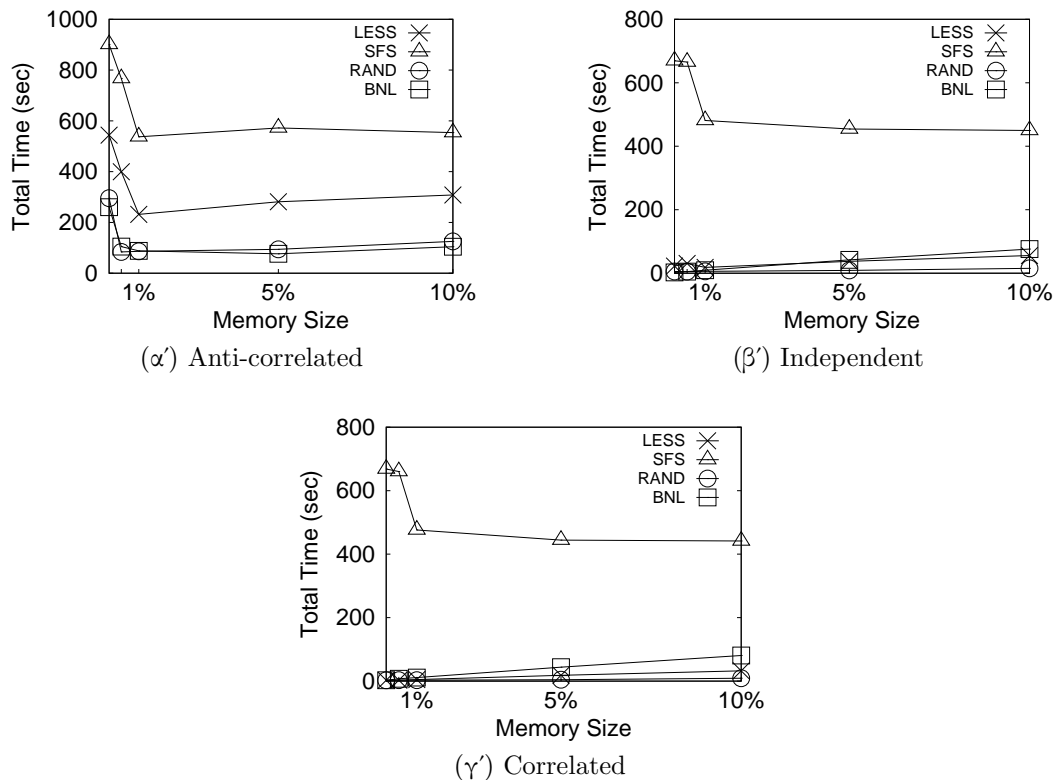 1000
800
600
400
200
0
Total Time (sec)
LESS
SFS
RAND
BNL
1%
5%
10%
Memory Size
(α′) Anti-correlated
800
600
400
200
0
Total Time (sec)
LESS
SFS
RAND
BNL
1%
5%
10%
Memory Size
(β′) Independent
800
600
400
200
0
Total Time (sec)
LESS
SFS
RAND
BNL
1%
5%
10%
Memory Size
(γ′) Correlated